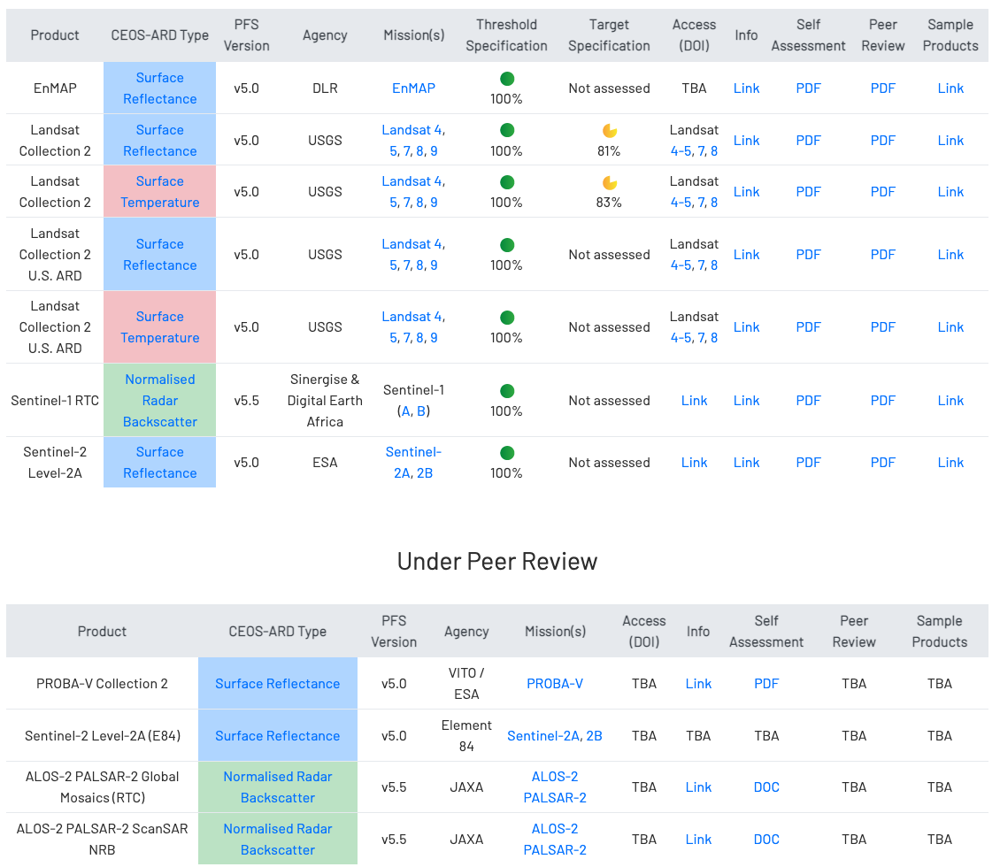 Product CEOS-ARD Type PFS Version Agency Mission(s) Threshold Specification Target Specification Access (DOI) Info Self Assessment Peer Review Sample Products
EnMAP Surface Reflectance v5.0 DLR EnMAP 100% Not assessed TBA Link PDF PDF Link
Landsat Collection 2 Surface Reflectance v5.0 USGS Landsat 4, 5, 7, 8, 9 100% 81% Landsat 4-5, 7, 8 Link PDF PDF Link
Landsat Collection 2 Surface Temperature v5.0 USGS Landsat 4, 5, 7, 8, 9 100% 83% Landsat 4-5, 7, 8 Link PDF PDF Link
Landsat Collection 2 U.S. ARD Surface Reflectance v5.0 USGS Landsat 4, 5, 7, 8, 9 100% Not assessed Landsat 4-5, 7, 8 Link PDF PDF Link
Landsat Collection 2 U.S. ARD Surface Temperature v5.0 USGS Landsat 4, 5, 7, 8, 9 100% Not assessed Landsat 4-5, 7, 8 Link PDF PDF Link
Sentinel-1 RTC Normalised Radar Backscatter v5.5 Sinergise & Digital Earth Africa Sentinel-1 (A, B) 100% Not assessed Link Link PDF PDF Link
Sentinel-2 Level-2A Surface Reflectance v5.0 ESA Sentinel-2A, 2B 100% Not assessed Link Link PDF PDF Link
Under Peer Review
Product CEOS-ARD Type PFS Version Agency Mission(s) Access (DOI) Info Self Assessment Peer Review Sample Products
PROBA-V Collection 2 Surface Reflectance v5.0 VITO / ESA PROBA-V TBA Link PDF TBA TBA
Sentinel-2 Level-2A (E84) Surface Reflectance v5.0 Element 84 Sentinel-2A, 2B TBA TBA TBA TBA TBA
ALOS-2 PALSAR-2 Global Mosaics (RTC) Normalised Radar Backscatter v5.5 JAXA ALOS-2 PALSAR-2 TBA Link DOC TBA TBA
ALOS-2 PALSAR-2 ScanSAR NRB Normalised Radar Backscatter v5.5 JAXA ALOS-2 PALSAR-2 TBA Link DOC TBA TBA